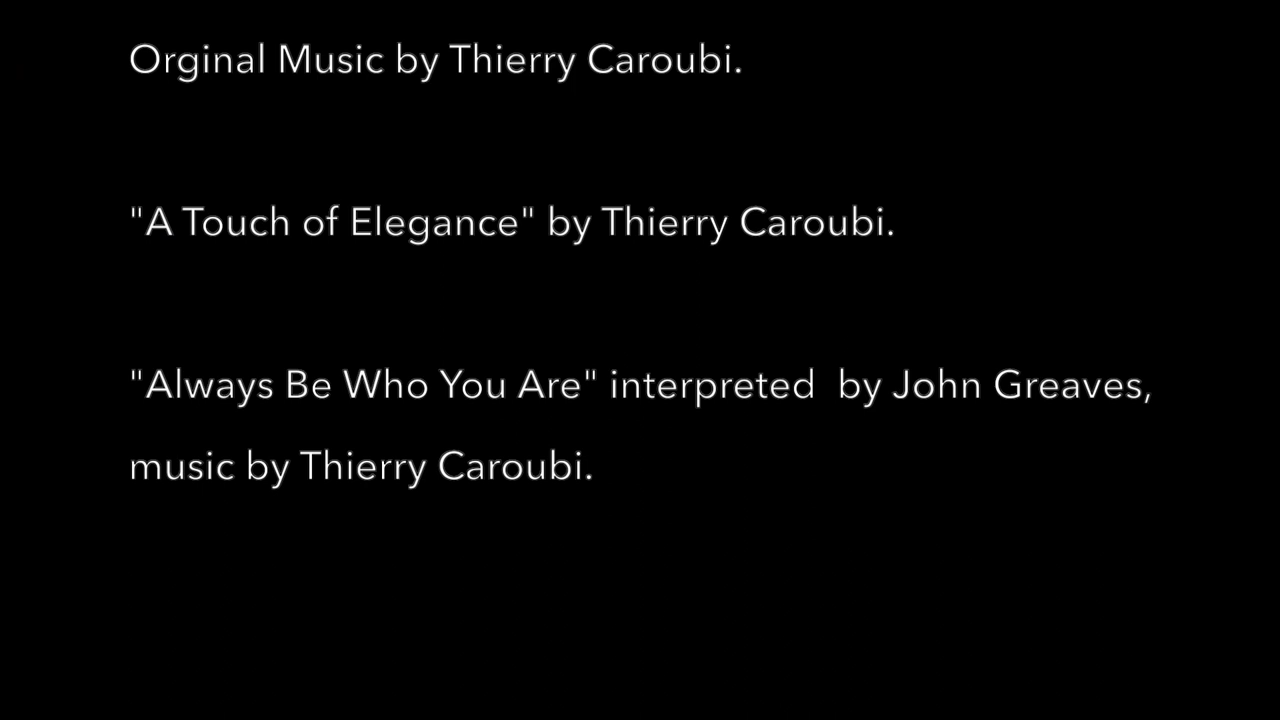 Orginal Music by Thierry Caroubi.
"A Touch of Elegance" by Thierry Caroubi.
"Always Be Who You Are" interpreted  by John Greaves,
music by Thierry Caroubi.